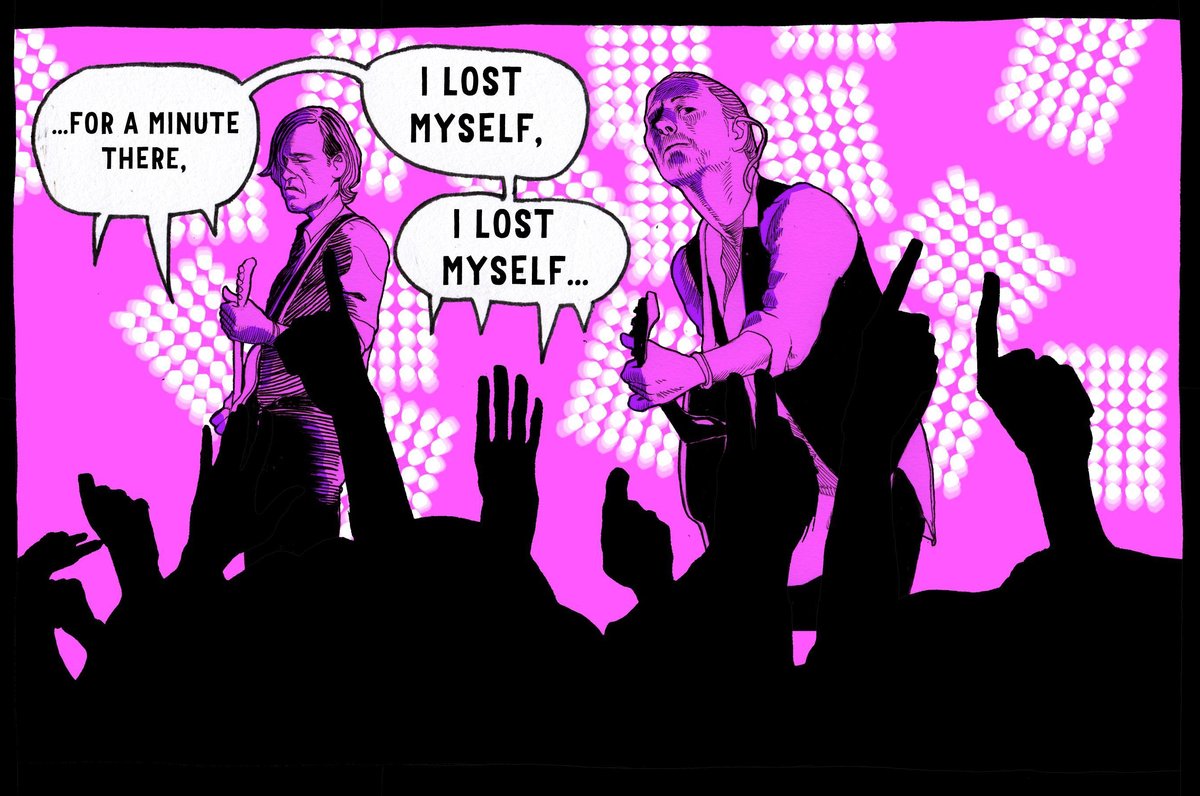 ...FOR A MINUTE
THERE,
I LOST
MYSELF,
I LOST
MYSELF...